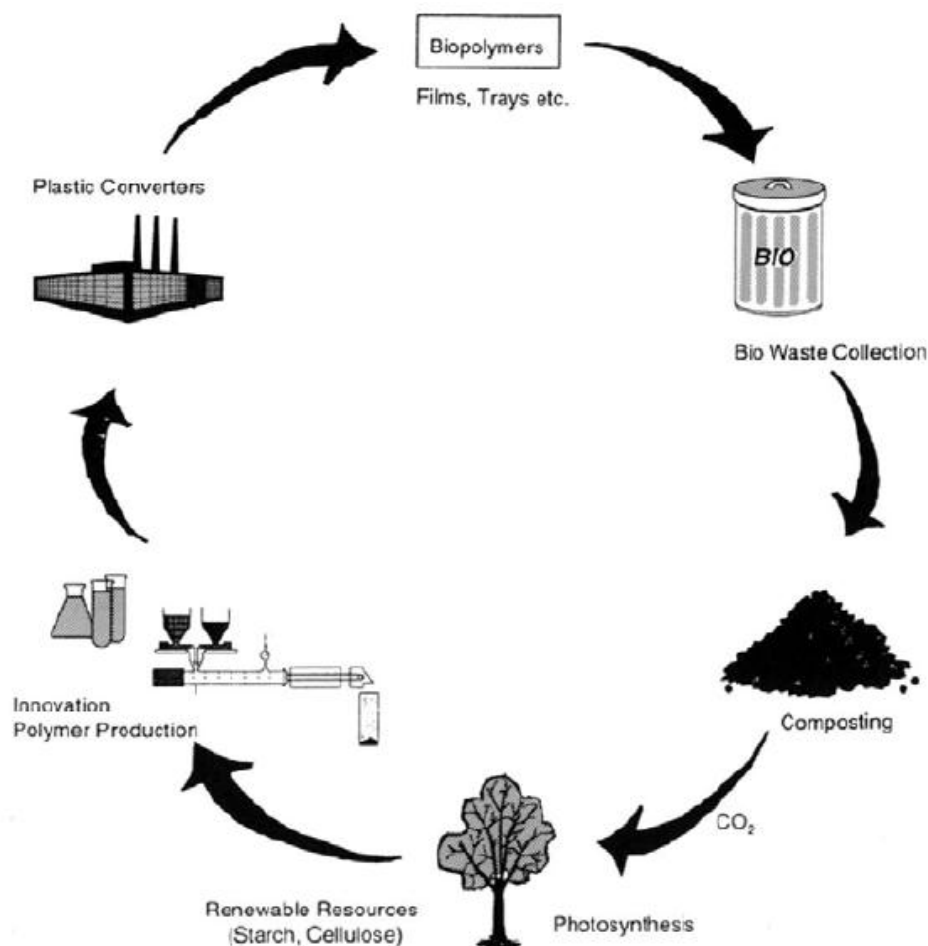 Biopolymers
Films, Trays etc.
Plastic Converters
BIO
Bio Waste Collection
Innovation
Polymer Production
Composting
CO₂
Renewable Resources
(Starch, Cellulose)
Photosynthesis